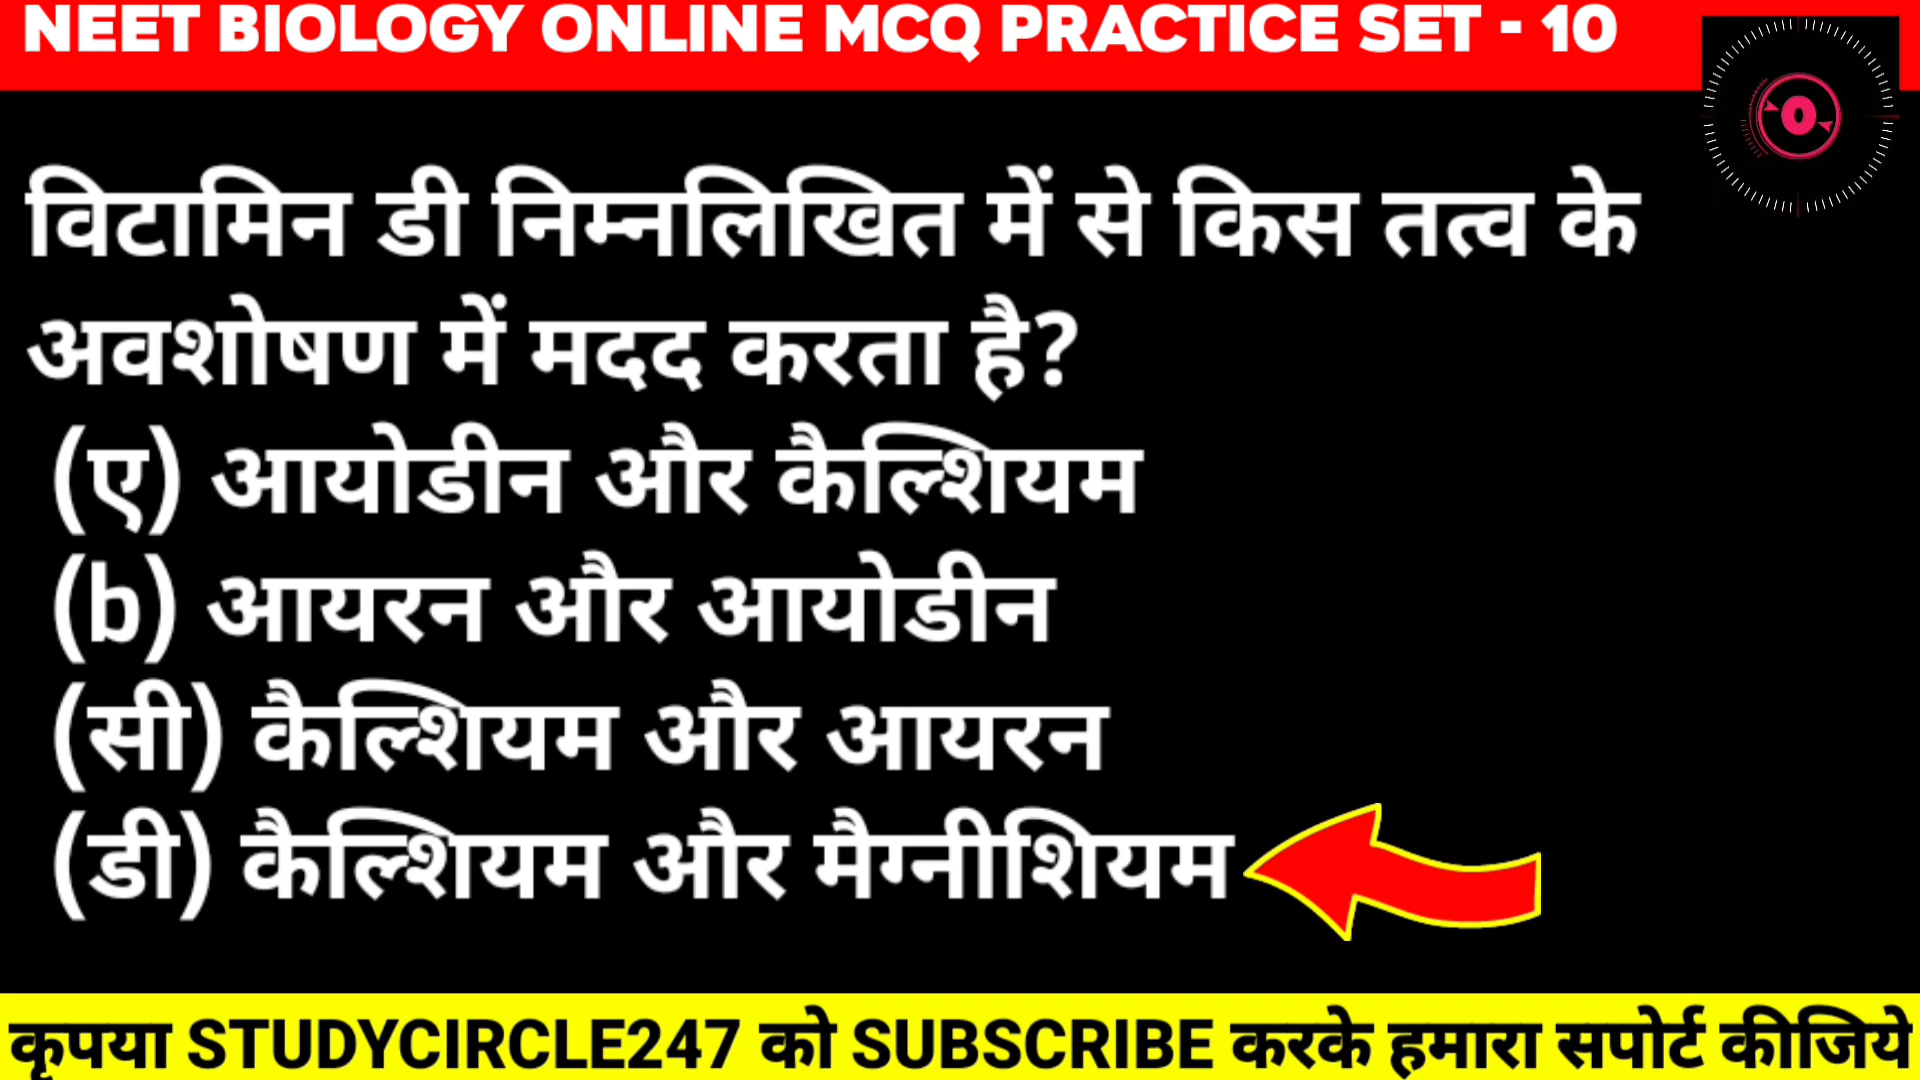 NEET BIOLOGY ONLINE MCQ PRACTICE SET - 10
0
विटामिन डी निम्नलिखित में से किस तत्व के
अवशोषण में मदद करता है?
(ए) आयोडीन और कैल्शियम
(b) आयरन और आयोडीन
(सी) कैल्शियम और आयरन
(डी) कैल्शियम और मैग्नीशियम
कृपया STUDYCIRCLE247 को SUBSCRIBE करके हमारा सपोर्ट कीजिये